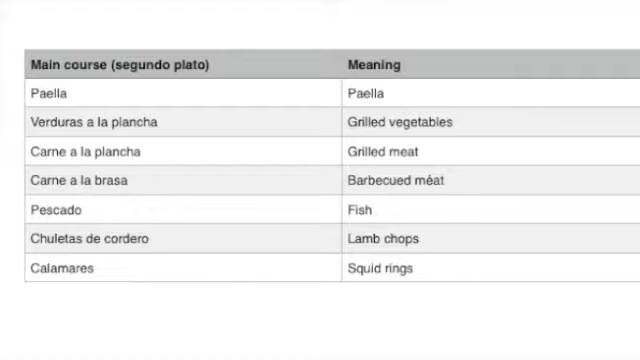 Main course (segundo plato) Meaning
Paella Paella
Verduras a la plancha Grilled vegetables
Carne a la plancha Grilled meat
Carne a la brasa Barbecued méat
Pescado Fish
Chuletas de cordero Lamb chops
Calamares Squid rings